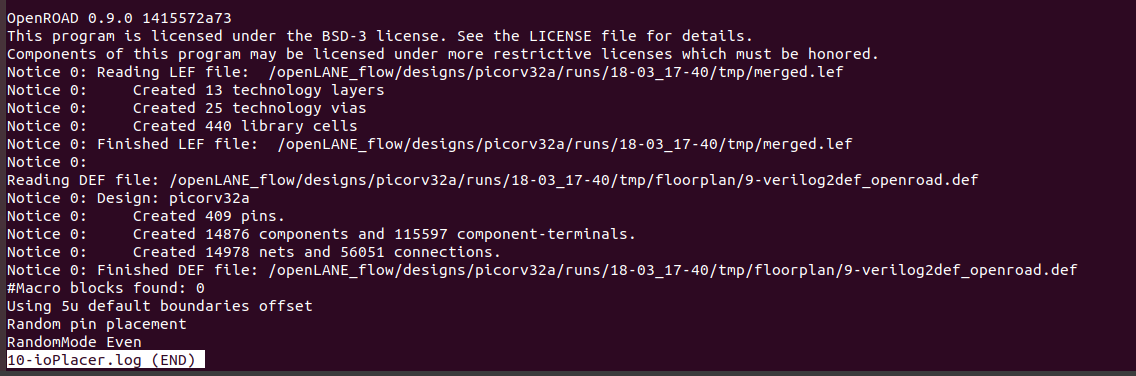 OpenROAD 0.9.0 1415572a73
This program is licensed under the BSD-3 license. See the LICENSE file for details.
Components of this program may be licensed under more restrictive licenses which must be honored.
Notice 0: Reading LEF file:  /openLANE_flow/designs/picorv32a/runs/18-03_17-40/tmp/merged.lef
Notice 0:     Created 13 technology layers
Notice 0:     Created 25 technology vias
Notice 0:     Created 440 library cells
Notice 0: Finished LEF file:  /openLANE_flow/designs/picorv32a/runs/18-03_17-40/tmp/merged.lef
Notice 0:
Reading DEF file: /openLANE_flow/designs/picorv32a/runs/18-03_17-40/tmp/floorplan/9-verilog2def_openroad.def
Notice 0: Design: picorv32a
Notice 0:     Created 409 pins.
Notice 0:     Created 14876 components and 115597 component-terminals.
Notice 0:     Created 14978 nets and 56051 connections.
Notice 0: Finished DEF file: /openLANE_flow/designs/picorv32a/runs/18-03_17-40/tmp/floorplan/9-verilog2def_openroad.def
#Macro blocks found: 0
Using 5u default boundaries offset
Random pin placement
RandomMode Even
10-ioPlacer.log (END)